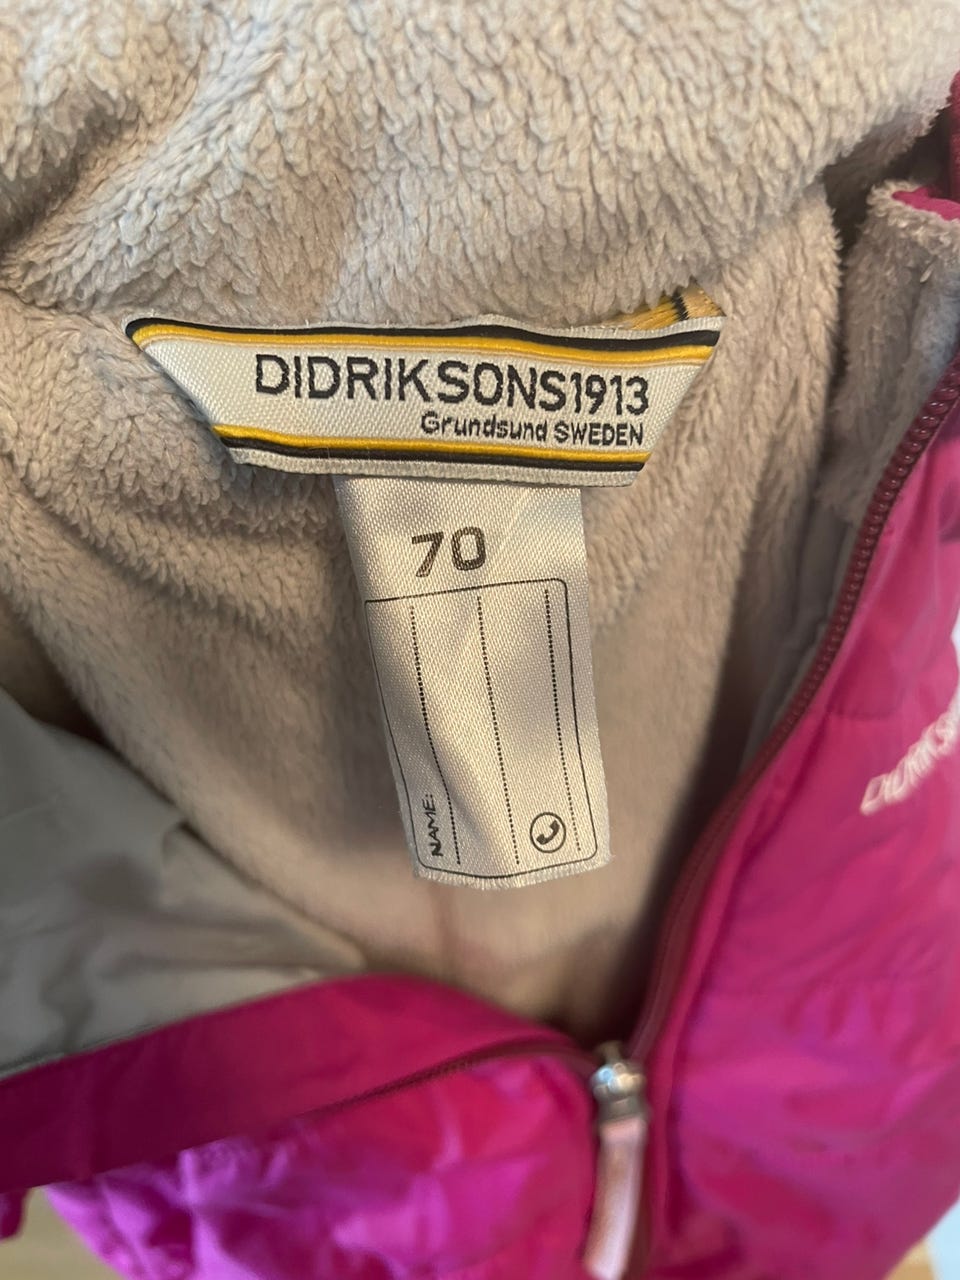 DIDRIKSONS1913
Grundsund SWEDEN
70
NAME: